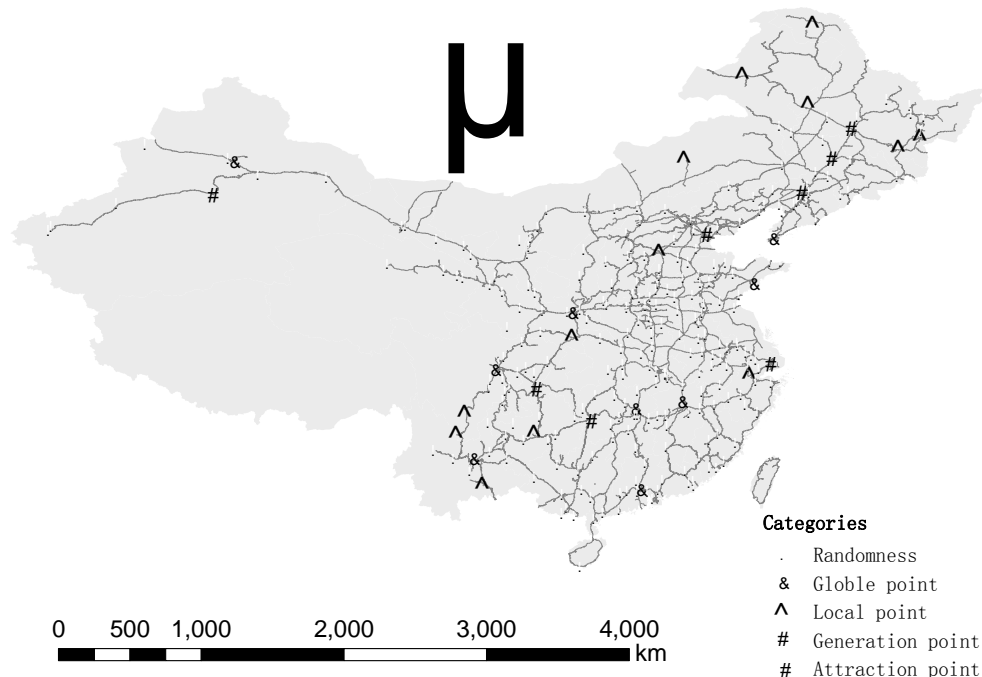 μ
Categories
. Randomness
& Globle point
^ Local point
# Generation point
# Attraction point
0 500 1,000 2,000 3,000 4,000
km